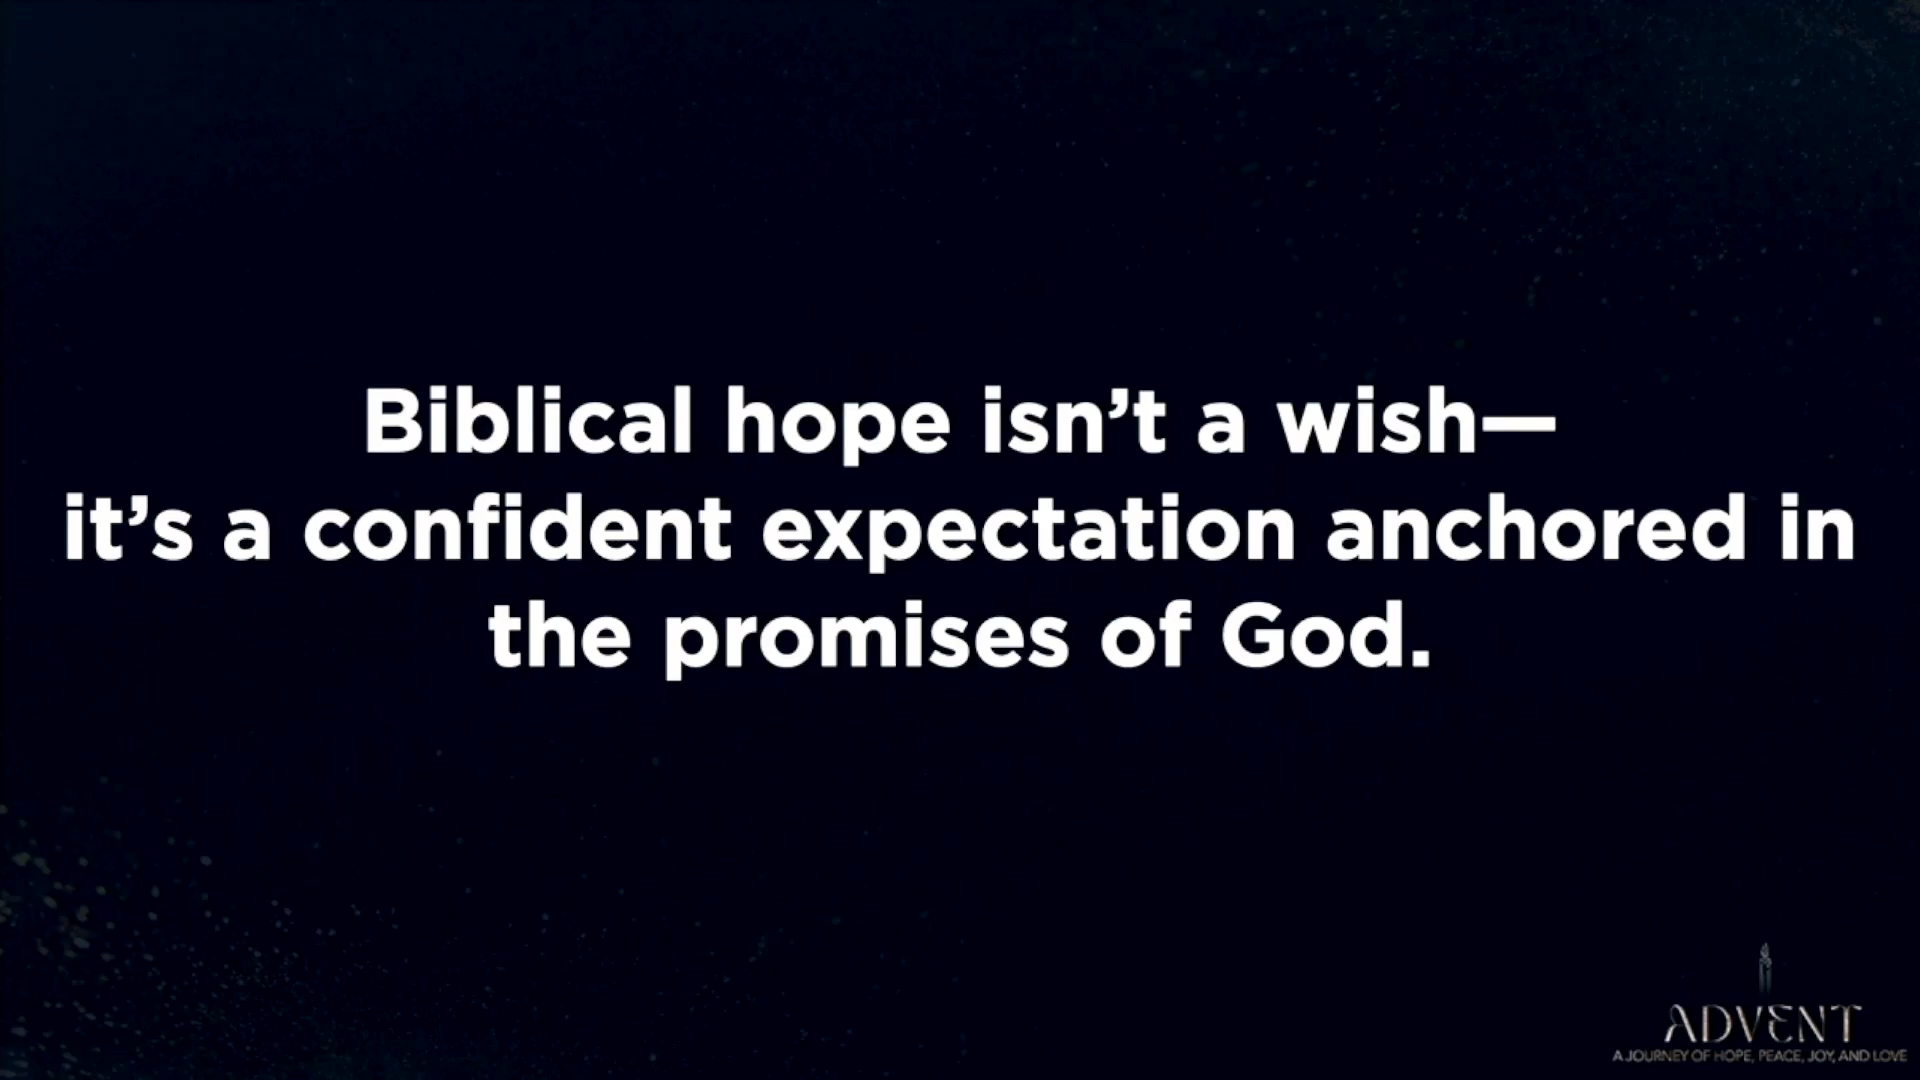 Biblical hope isn’t a wish—
it’s a confident expectation anchored in
the promises of God.
ADVENT
A JOURNEY OF HOPE, PEACE, JOY, AND LOVE